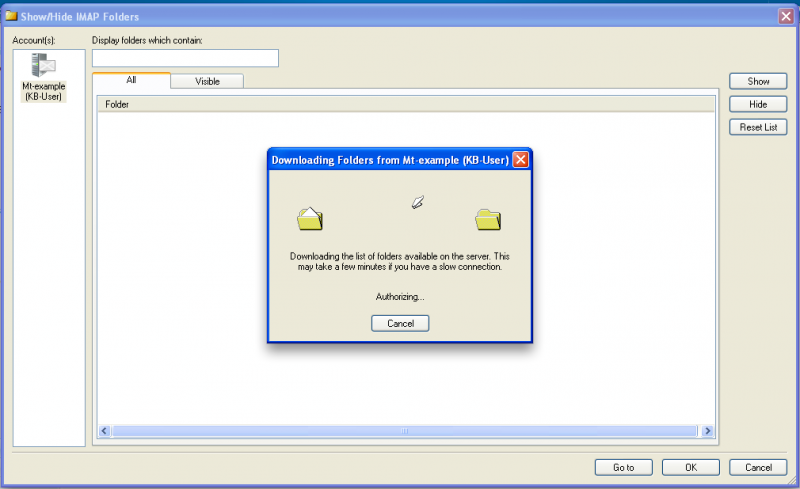 Show/Hide IMAP Folders
Account(s):
Display folders which contain:
Mt-example
(KB-User)
All
Visible
Folder
Show
Hide
Reset List
Downloading Folders from Mt-example (KB-User)
Downloading the list of folders available on the server. This
may take a few minutes if you have a slow connection.
Authorizing...
Cancel
Go to
OK
Cancel